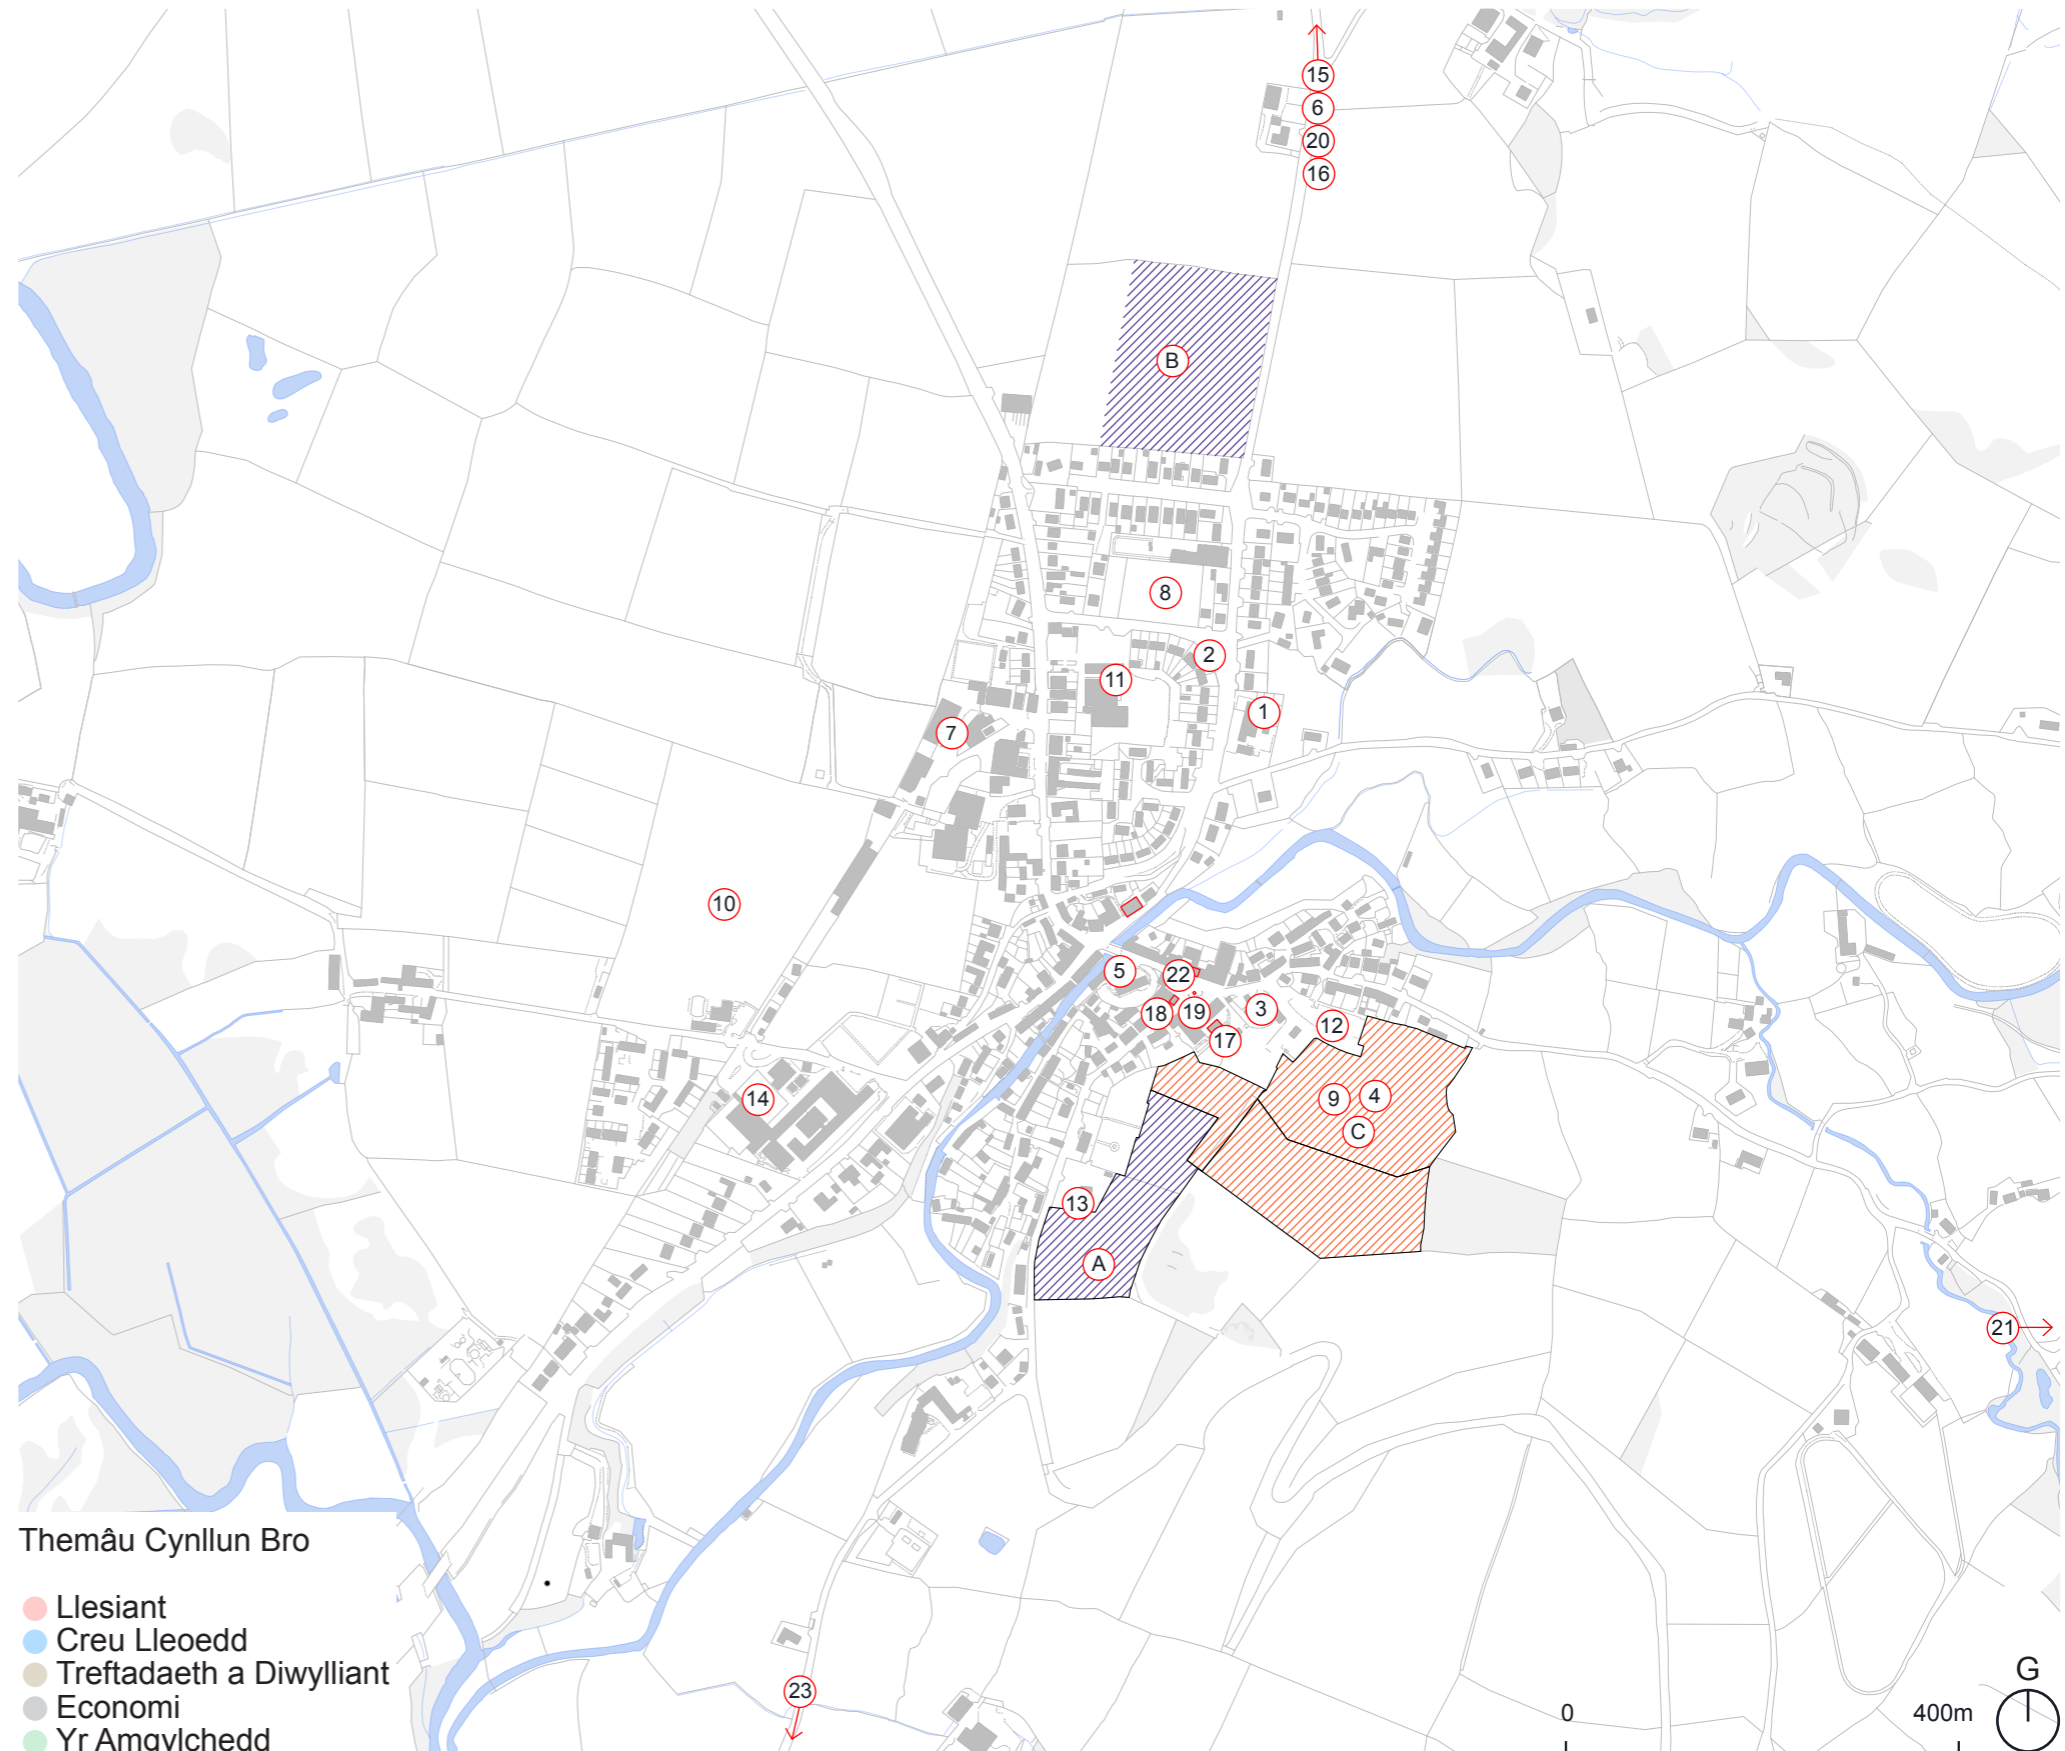 15
6
20
16
B
8
2
11
1
7
10
5
22
18
19
3
17
12
9
4
C
14
13
A
21
23
Themâu Cynllun Bro
Llesiant
Creu Lleoedd
Treftadaeth a Diwylliant
Economi
Yr Amgylchedd
0
400m
G